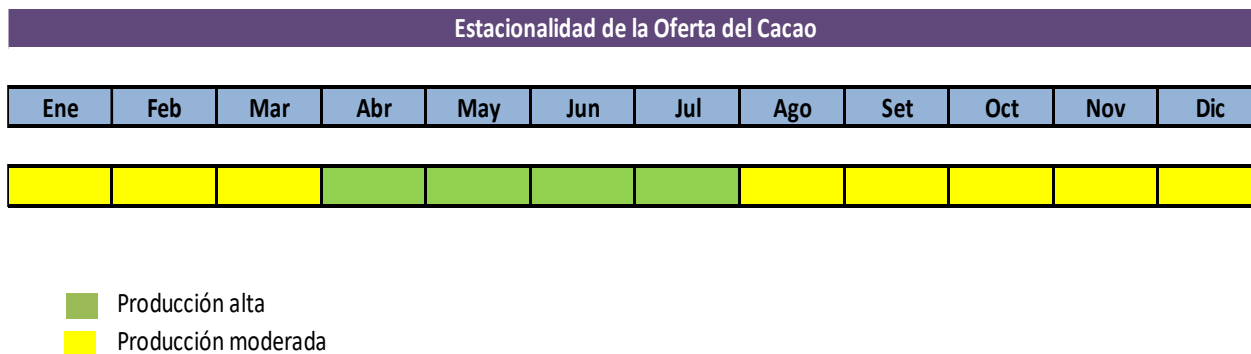 Estacionalidad de la Oferta del Cacao
Ene Feb Mar Abr May Jun Jul Ago Set Oct Nov Dic
Producción alta
Producción moderada